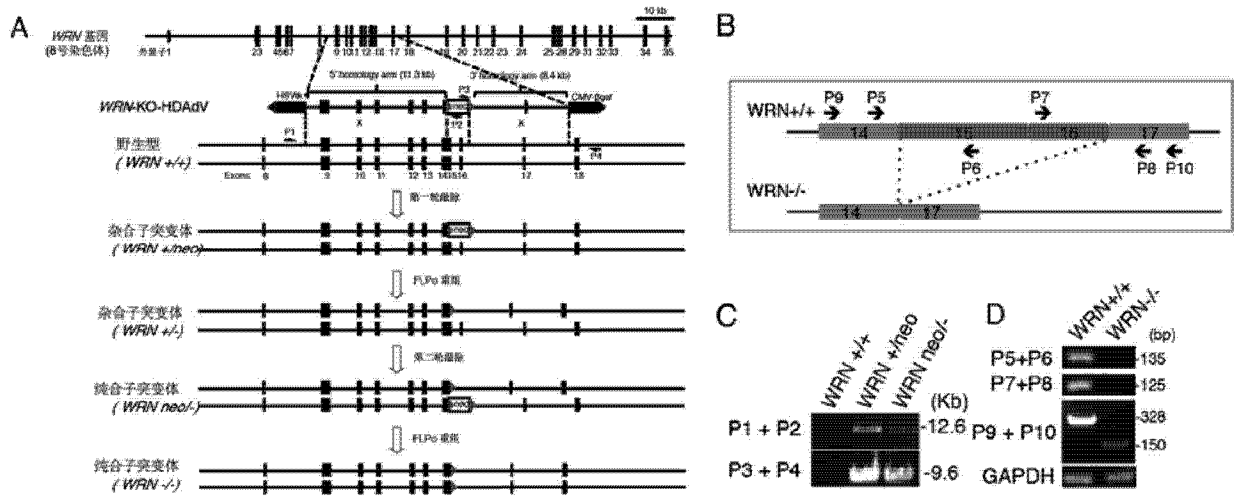 A
WRN 基因
(8号染色体)
外显子1
23
4567
8
9
1011
12
13
17
18
19
20
21
22
23
24
25-28
29
31
32
33
34
35
10 kb
5' homology arm (11.3 kb)
3' homology arm (8.4 kb)
WRN-KO-HDAdV
HSVtk
P3
P2
CMV-βgeo
P1
X
X
P4
野生型
( WRN +/+)
Exons:
8
9
10
11
12
13
141516
17
18
第一轮敲除
杂合子突变体
( WRN +/neo)
FLPo 重组
杂合子突变体
( WRN +/-)
第二轮敲除
纯合子突变体
( WRN neo/-)
FLPo 重组
纯合子突变体
( WRN -/-)
B
P9
P5
P7
WRN+/+
14
15
16
17
P6
P8
P10
WRN-/-
14
17
C
WRN +/+
WRN +/neo
WRN neo/-
(Kb)
P1 + P2
-12.6
P3 + P4
-9.6
D
WRN+/+
WRN-/-
(bp)
P5+P6
-135
P7+P8
-125
P9 + P10
-328
-150
GAPDH